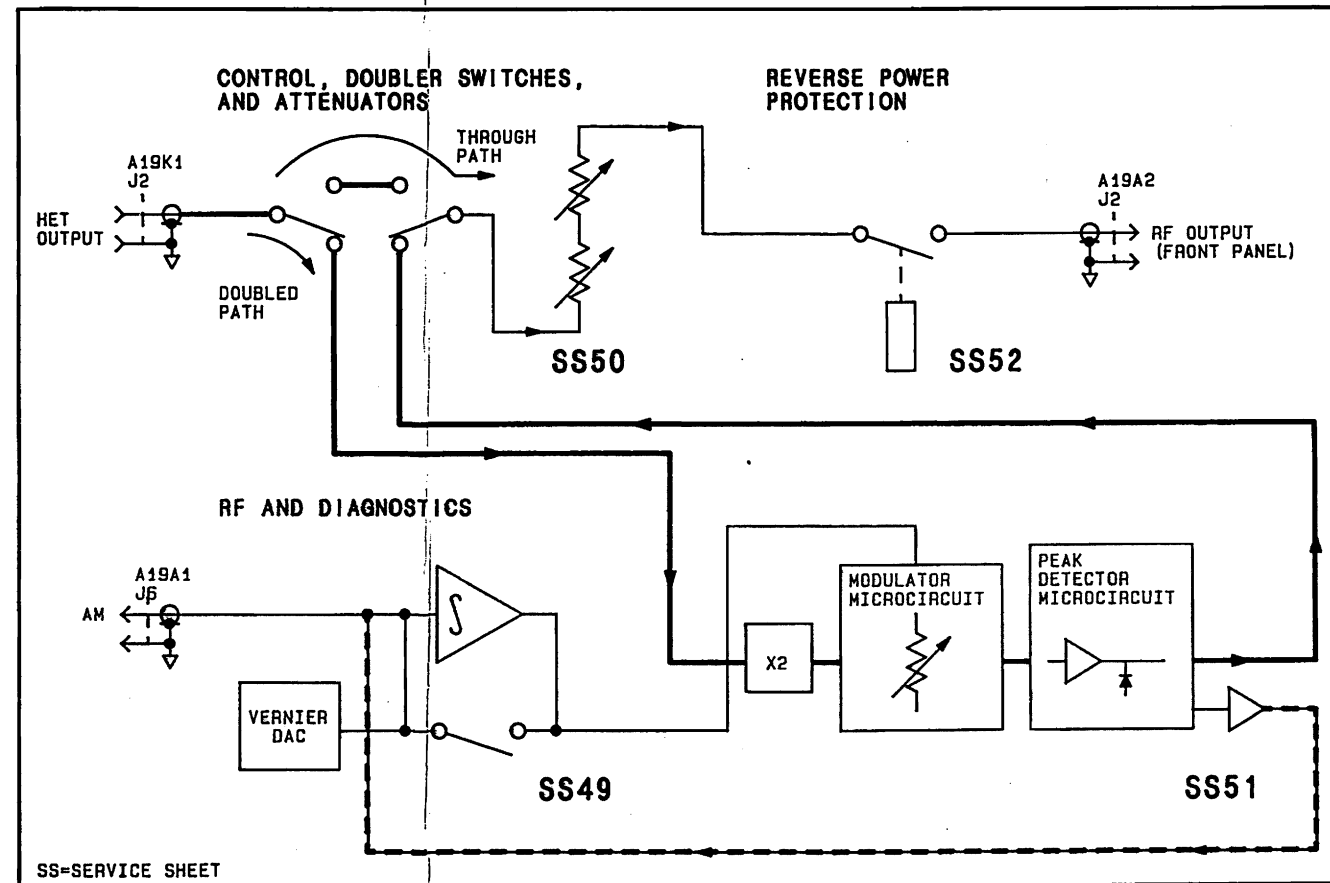 CONTROL, DOUBLER SWITCHES,
AND ATTENUATORS
REVERSE POWER
PROTECTION
THROUGH
PATH
A19K1
J2
HET
OUTPUT
DOUBLED
PATH
A19A2
J2
RF OUTPUT
(FRONT PANEL)
SS50
SS52
RF AND DIAGNOSTICS
A19A1
J6
AM
∫
VERNIER
DAC
SS49
X2
MODULATOR
MICROCIRCUIT
PEAK
DETECTOR
MICROCIRCUIT
SS51
SS=SERVICE SHEET